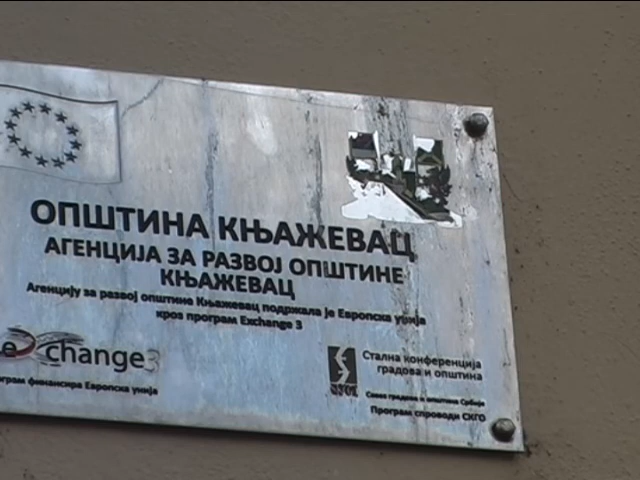 ОПШТИНА КЊАЖЕВАЦ
АГЕНЦИЈА ЗА РАЗВОЈ ОПШТИНЕ
КЊАЖЕВАЦ
Агенцију за развој општине Књажевац подржала је Европска унија
кроз програм Exchange 3
eXchange3
ограм финансира Европска унија
Стална конференција
градова и општина
Савез градова и општина Србије
Програм спроводи СКГО